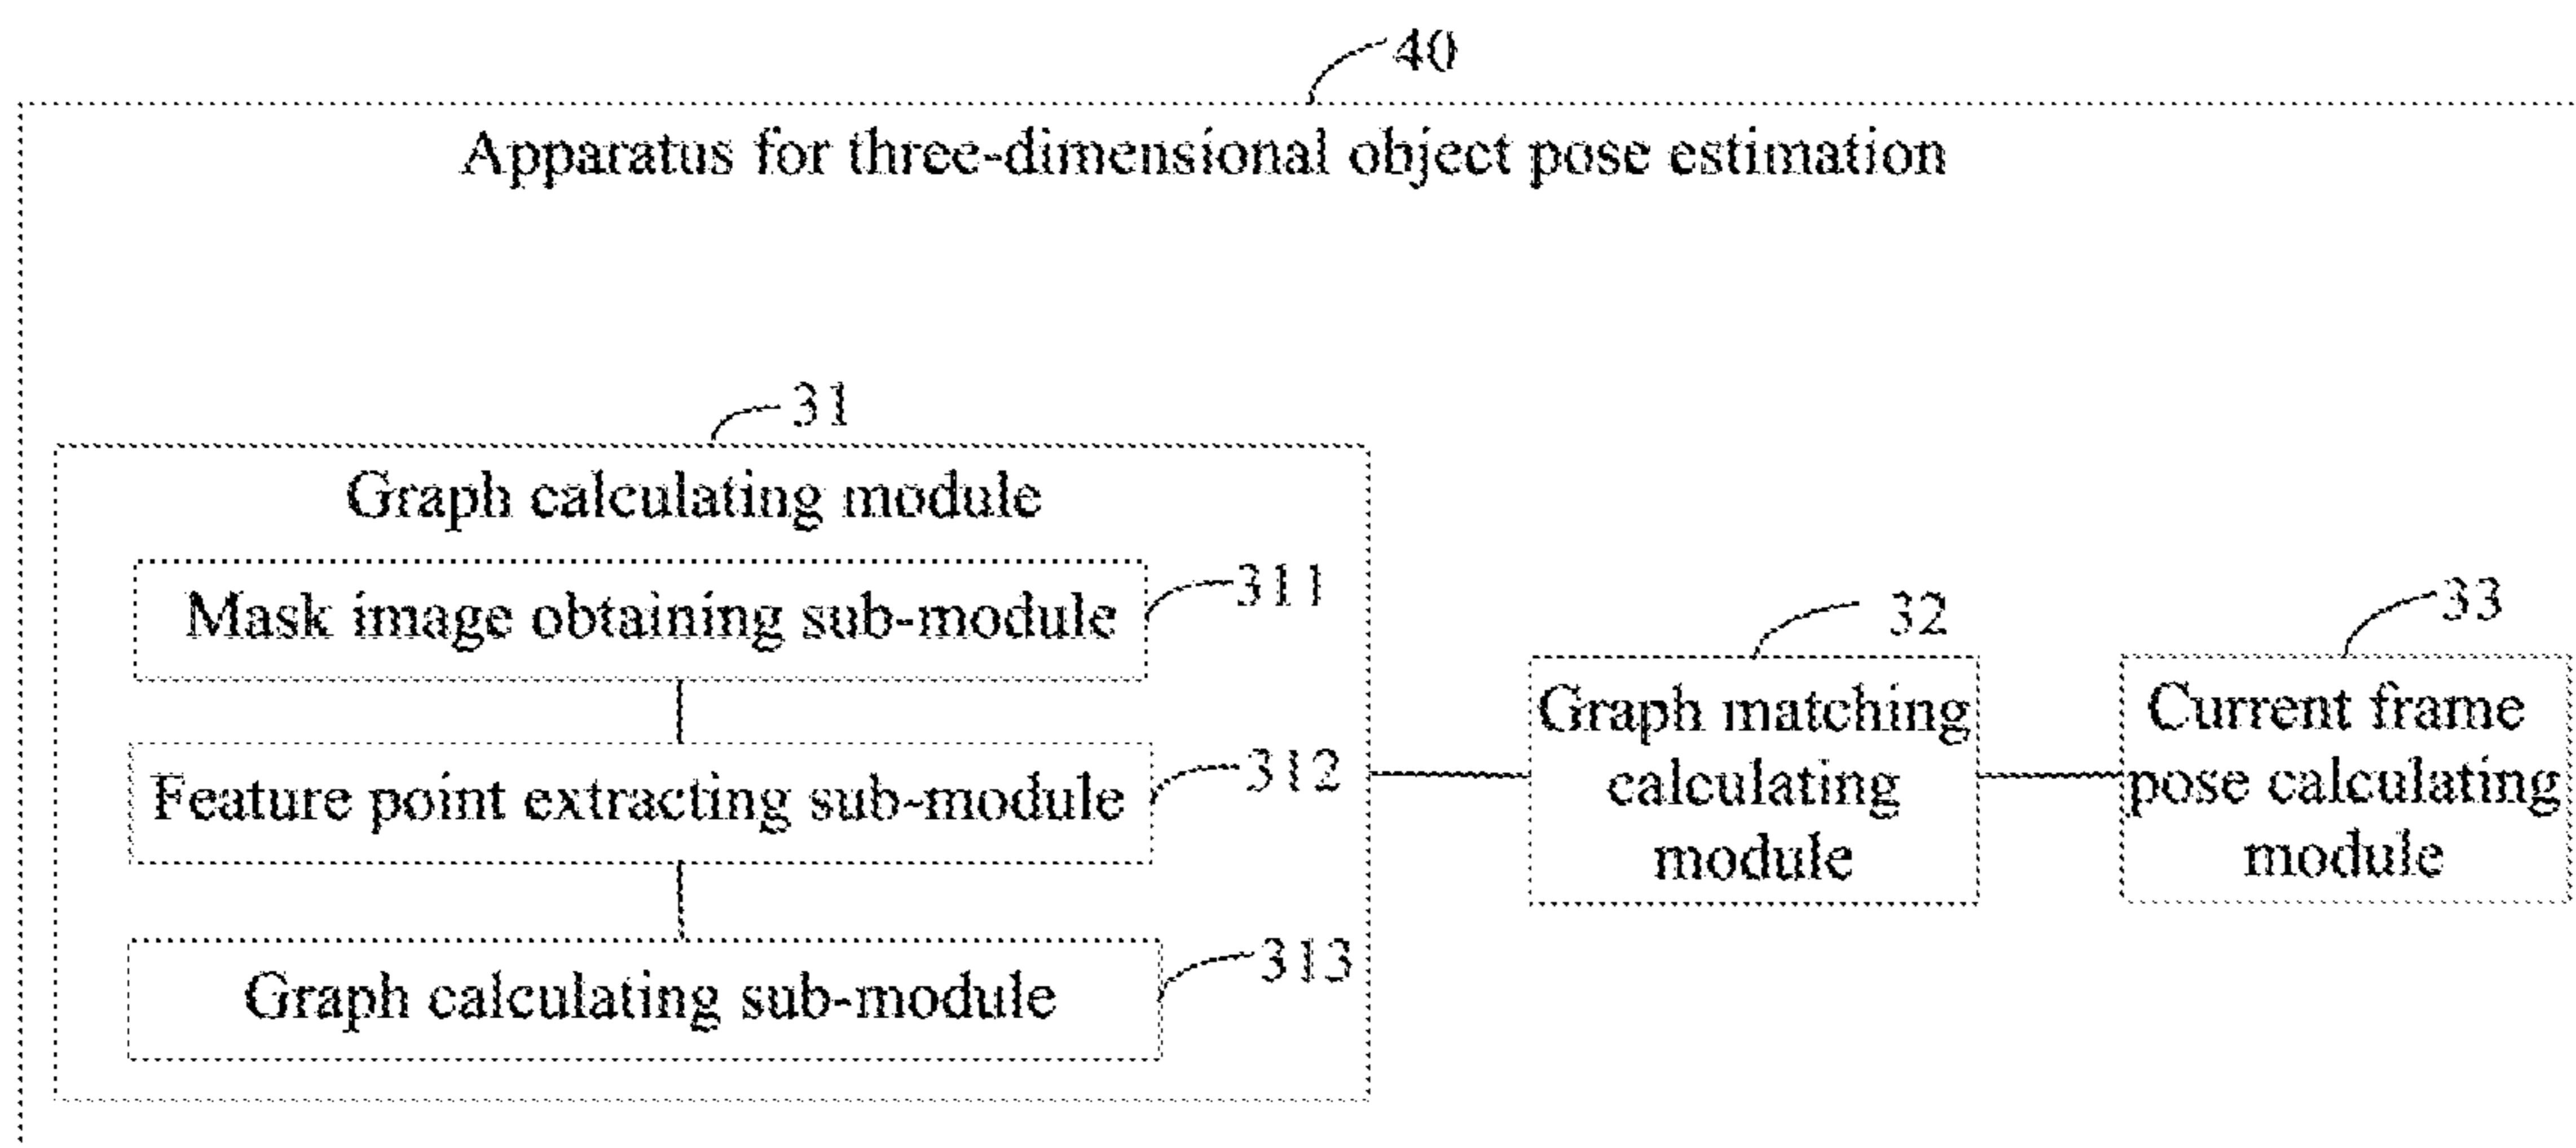 40
Apparatus for three-dimensional object pose estimation
31
Graph calculating module
Mask image obtaining sub-module
311
Feature point extracting sub-module
312
Graph calculating sub-module
313
32
Graph matching
calculating
module
33
Current frame
pose calculating
module